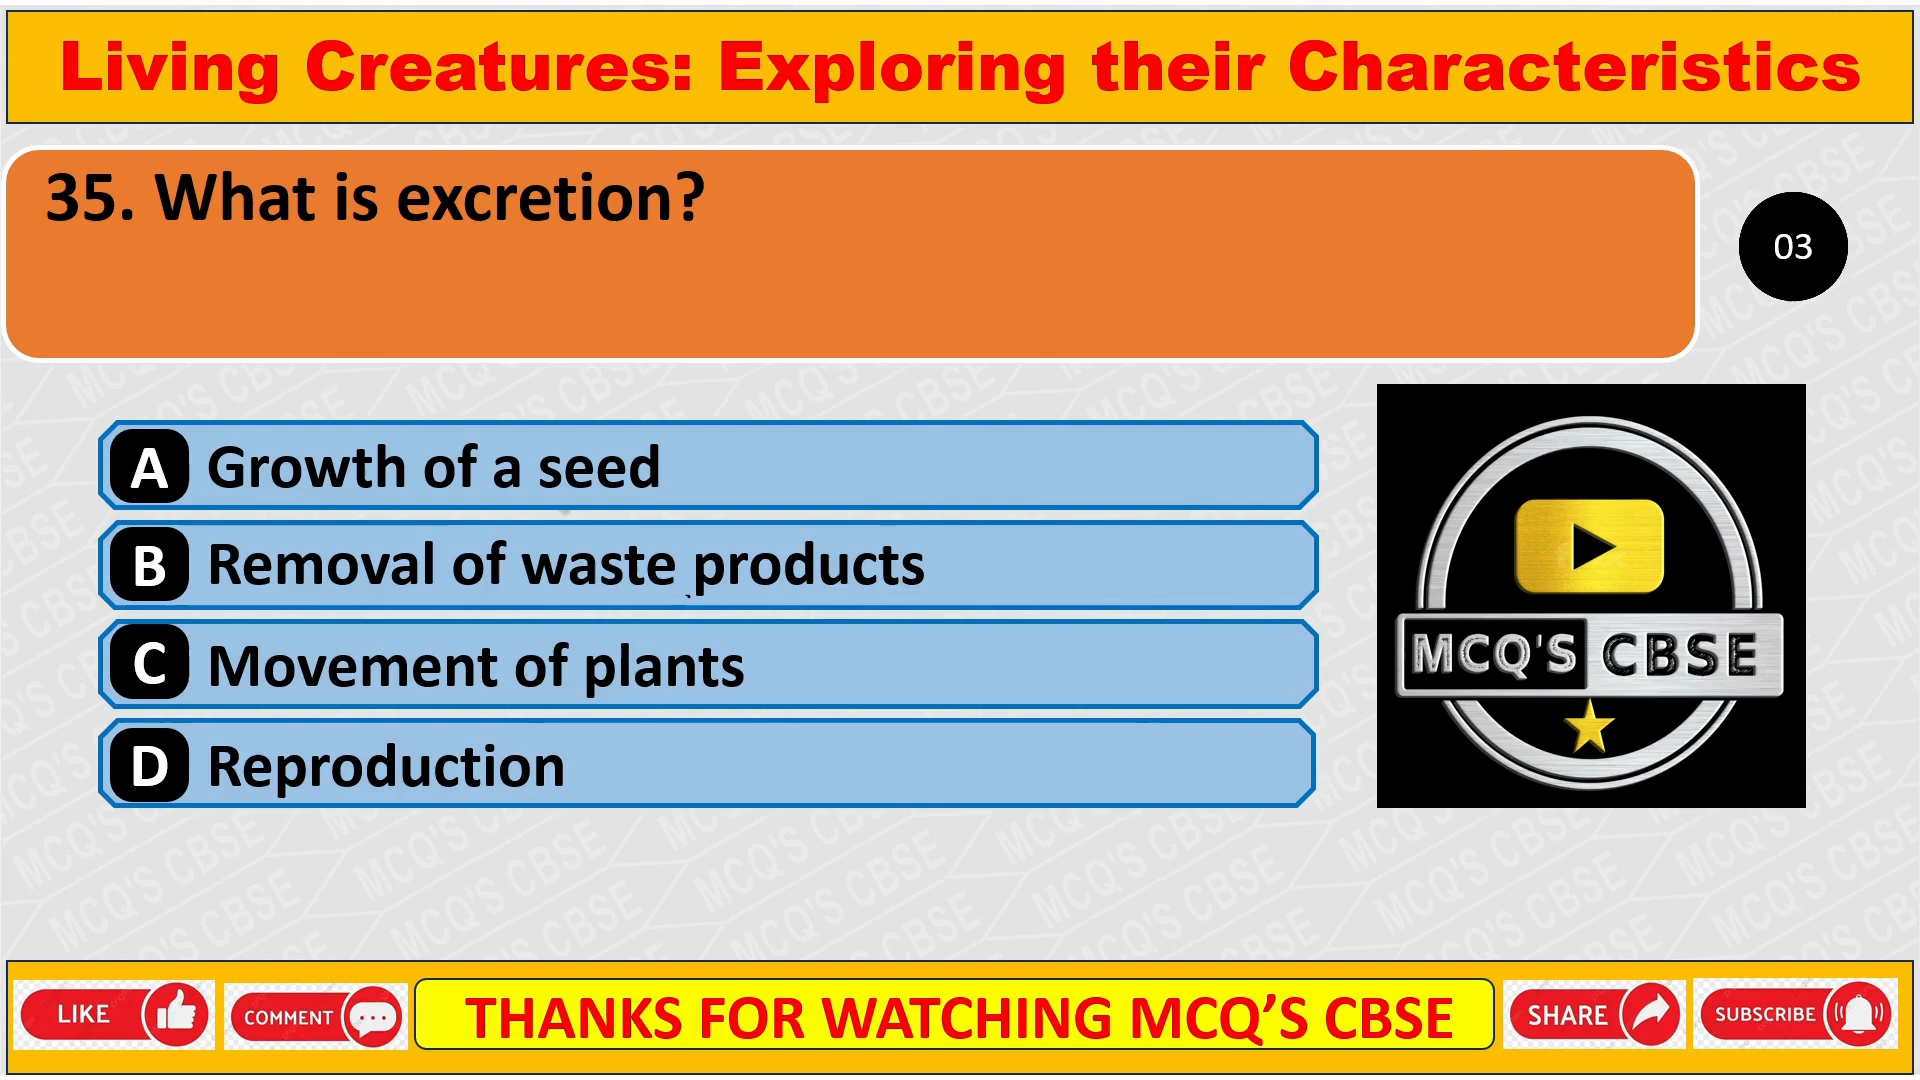 Living Creatures: Exploring their Characteristics
35. What is excretion?
03
A Growth of a seed
B Removal of waste products
C Movement of plants
D Reproduction
MCQ'S CBSE
LIKE
COMMENT
THANKS FOR WATCHING MCQ’S CBSE
SHARE
SUBSCRIBE